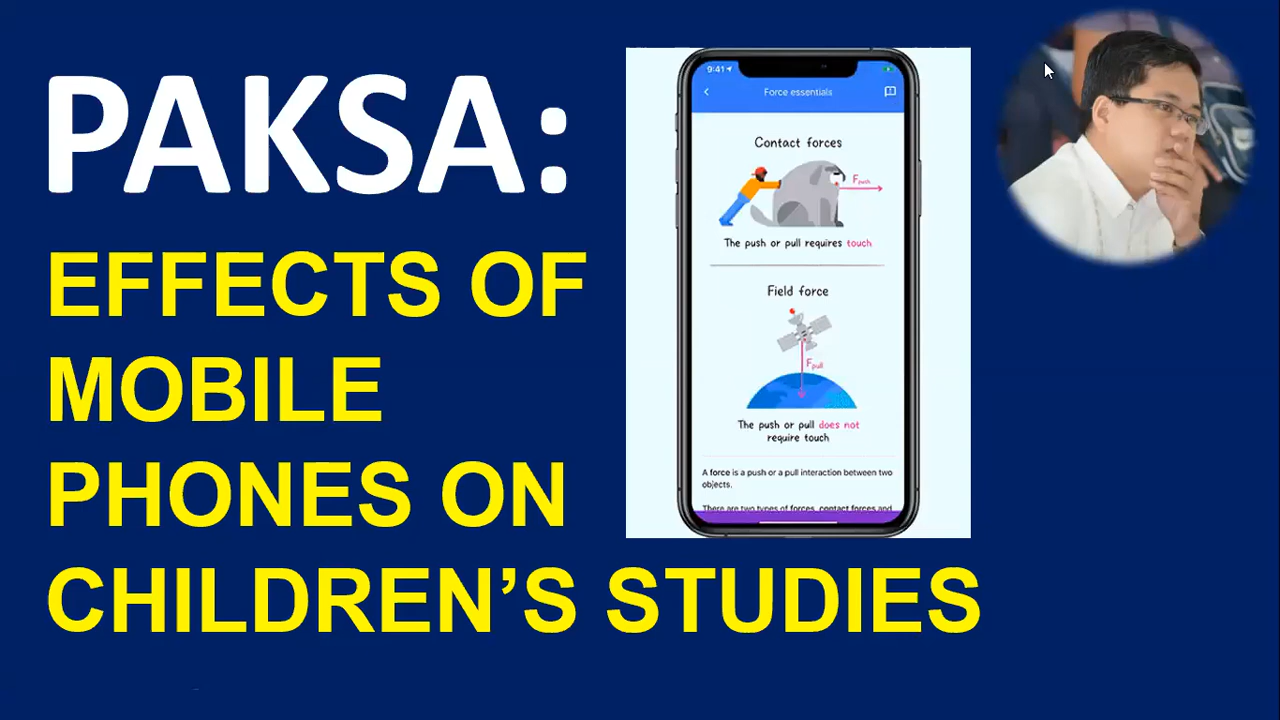 PAKSA:
EFFECTS OF
MOBILE
PHONES ON
CHILDREN’S STUDIES
9:41
Force essentials
Contact forces
Fpush
The push or pull requires touch
Field force
Fpull
The push or pull does not
require touch
A force is a push or a pull interaction between two
objects.
There are two types of forces, contact forces and